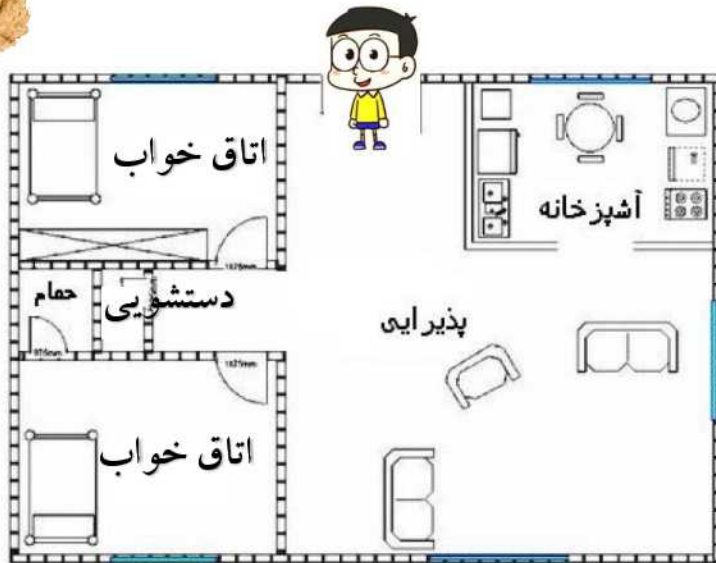 اتاق خواب
آشپزخانه
حمام
دستشویی
پذیرایی
اتاق خواب